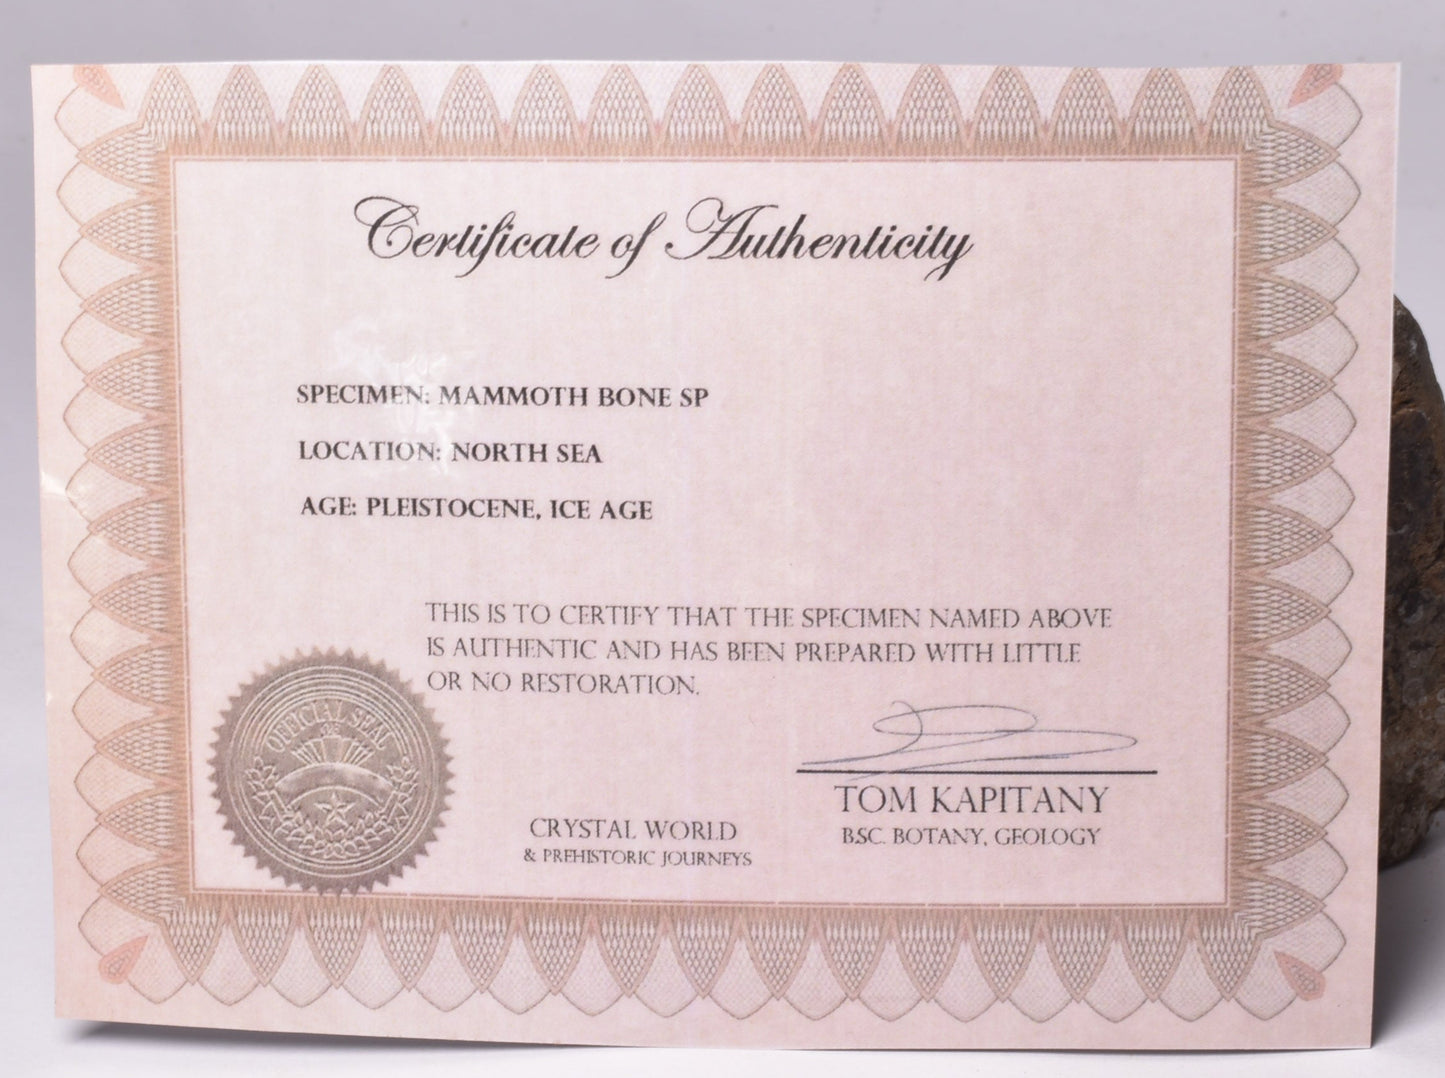 Certificate of Authenticity
SPECIMEN: MAMMOTH BONE SP
LOCATION: NORTH SEA
AGE: PLEISTOCENE, ICE AGE
THIS IS TO CERTIFY THAT THE SPECIMEN NAMED ABOVE
IS AUTHENTIC AND HAS BEEN PREPARED WITH LITTLE
OR NO RESTORATION.
OFFICIAL SEAL
TOM KAPITANY
B.SC. BOTANY, GEOLOGY
CRYSTAL WORLD
& PREHISTORIC JOURNEYS